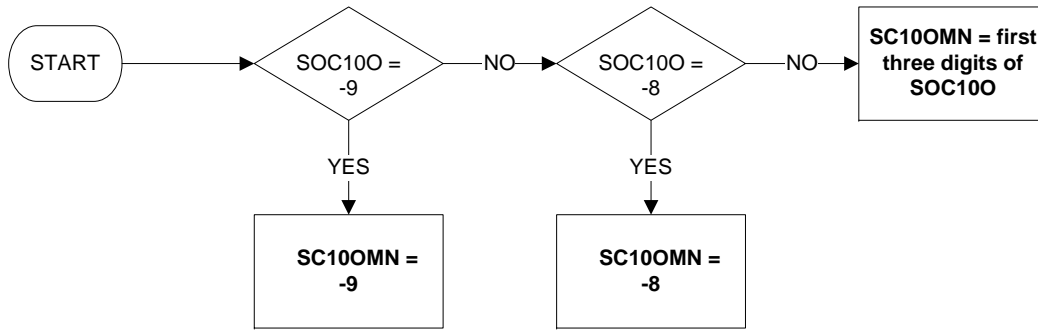 START
SOC10O =
-9
NO
SOC10O =
-8
NO
SC10OMN = first
three digits of
SOC10O
YES
YES
SC10OMN =
-9
SC10OMN =
-8